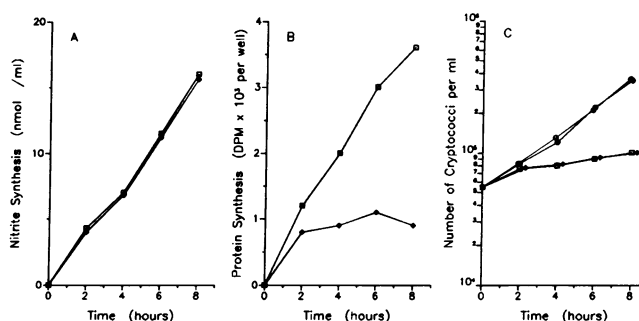 A
Nitrite Synthesis (nmol /ml)
20
10
0
0 2 4 6 8
Time (hours)
B
Protein Synthesis (DPM × 10³ per well)
4
3
2
1
0
0 2 4 6 8
Time (hours)
C
Number of Cryptococci per ml
10⁵
10⁴
0 2 4 6 8
Time (hours)